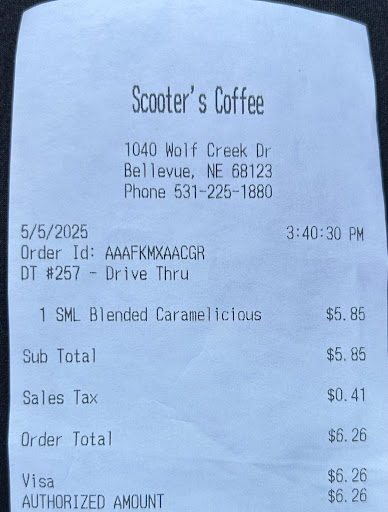 Scooter's Coffee
1040 Wolf Creek Dr
Bellevue, NE 68123
Phone 531-225-1880
5/5/2025 3:40:30 PM
Order Id: AAAFKMXAACGR
DT #257 - Drive Thru
1 SML Blended Caramelicious $5.85
Sub Total $5.85
Sales Tax $0.41
Order Total $6.26
Visa $6.26
AUTHORIZED AMOUNT $6.26